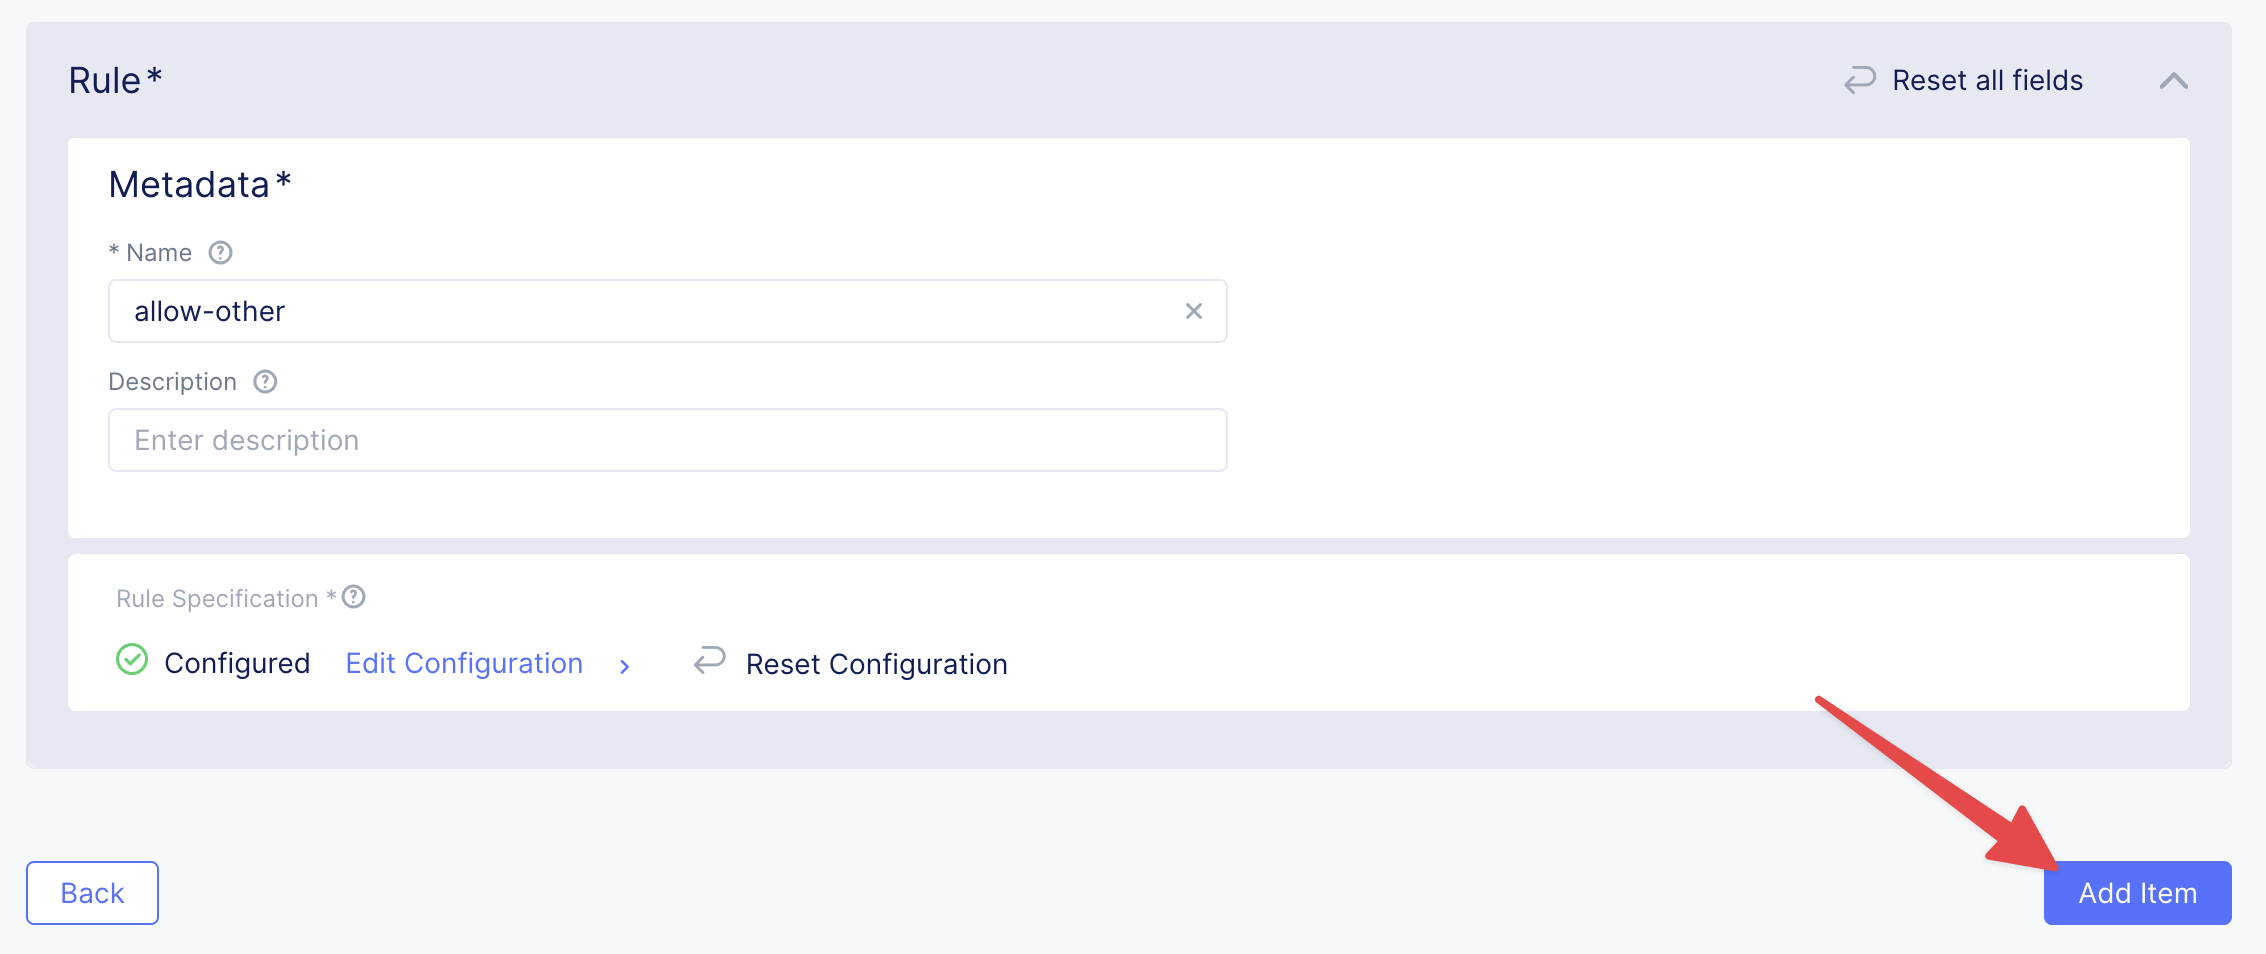 Rule*
Reset all fields
Metadata*
* Name
allow-other
Description
Enter description
Rule Specification *
Configured Edit Configuration Reset Configuration
Back
Add Item